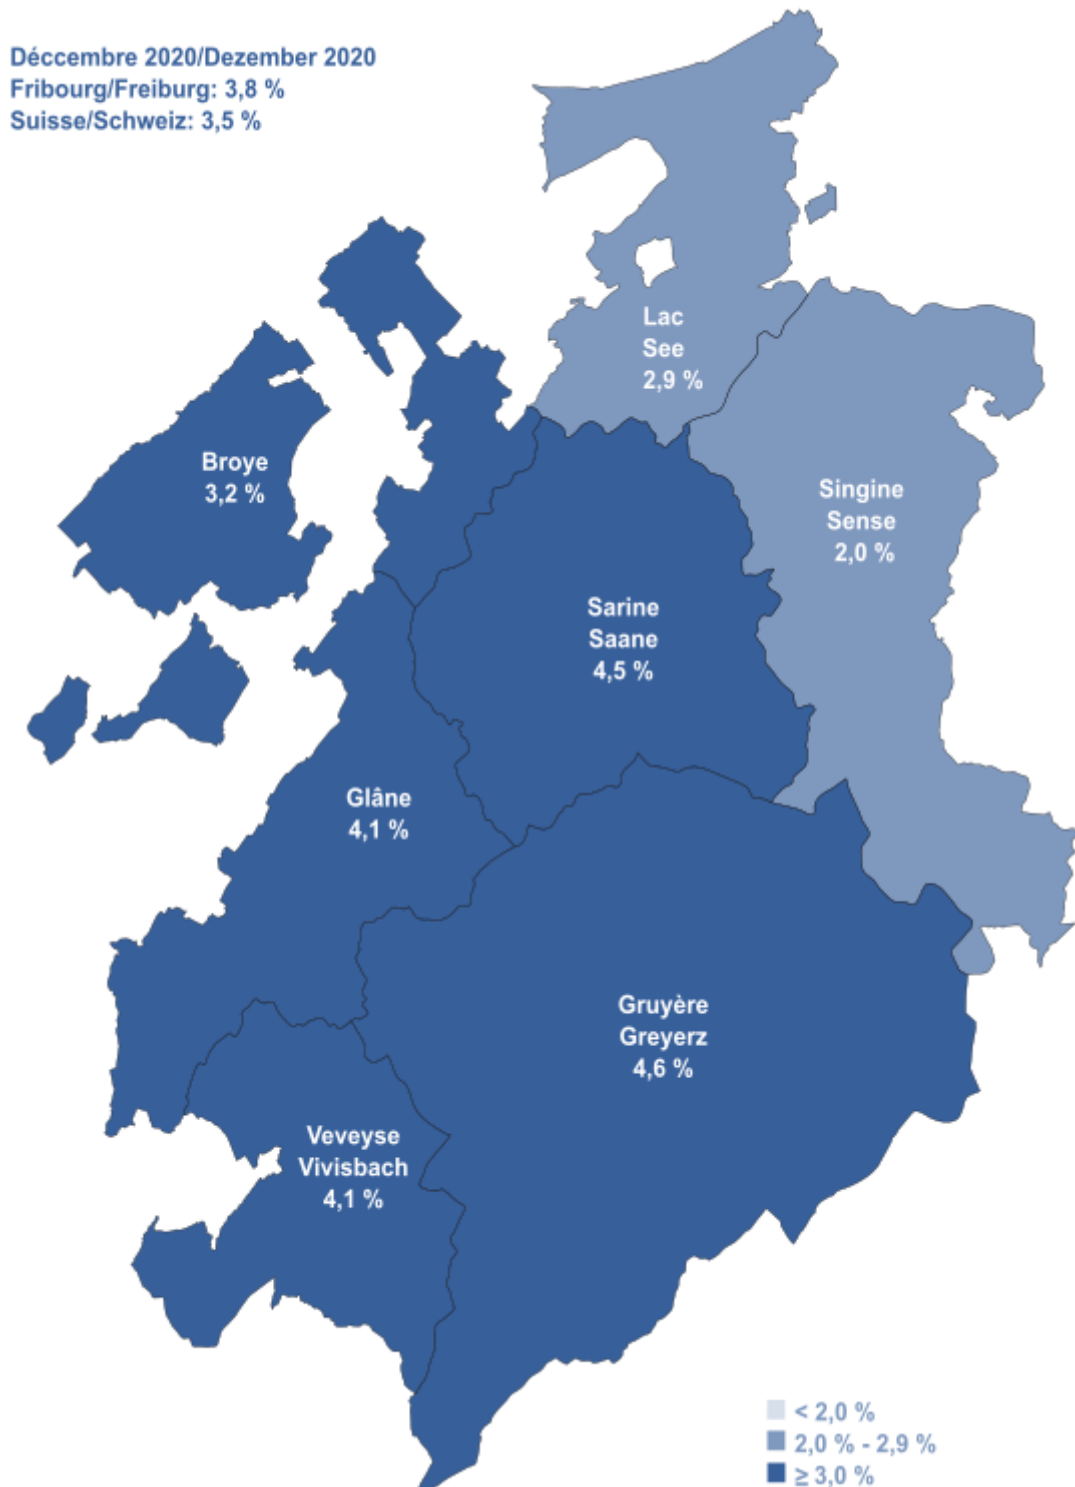 Déccembre 2020/Dezember 2020
Fribourg/Freiburg: 3,8 %
Suisse/Schweiz: 3,5 %
Lac
See
2,9 %
Broye
3,2 %
Singine
Sense
2,0 %
Sarine
Saane
4,5 %
Glâne
4,1 %
Gruyère
Greyerz
4,6 %
Veveyse
Vivisbach
4,1 %
< 2,0 %
2,0 % - 2,9 %
≥ 3,0 %